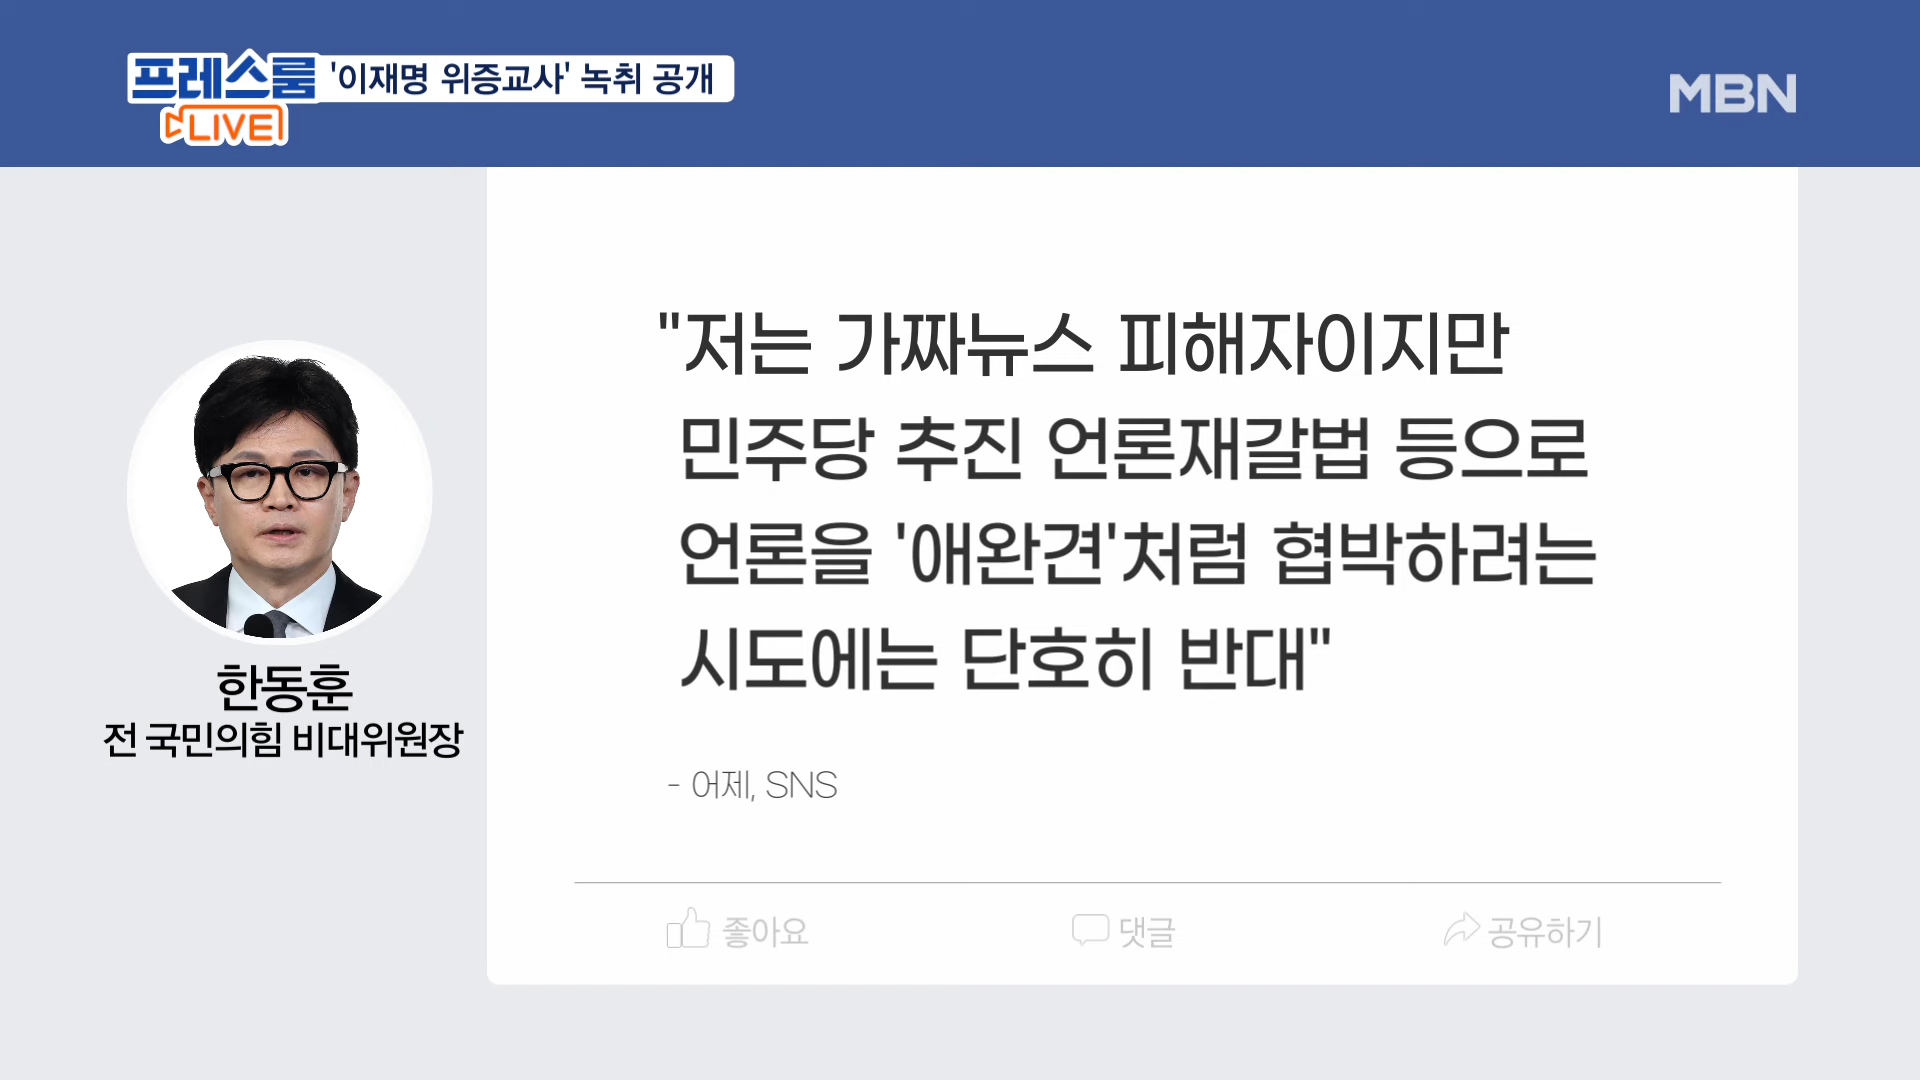 프레스룸 '이재명 위증교사' 녹취 공개
LIVE
MBN
"저는 가짜뉴스 피해자이지만
민주당 추진 언론재갈법 등으로
언론을 '애완견'처럼 협박하려는
시도에는 단호히 반대"
- 어제, SNS
한동훈
전 국민의힘 비대위원장
좋아요 댓글 공유하기